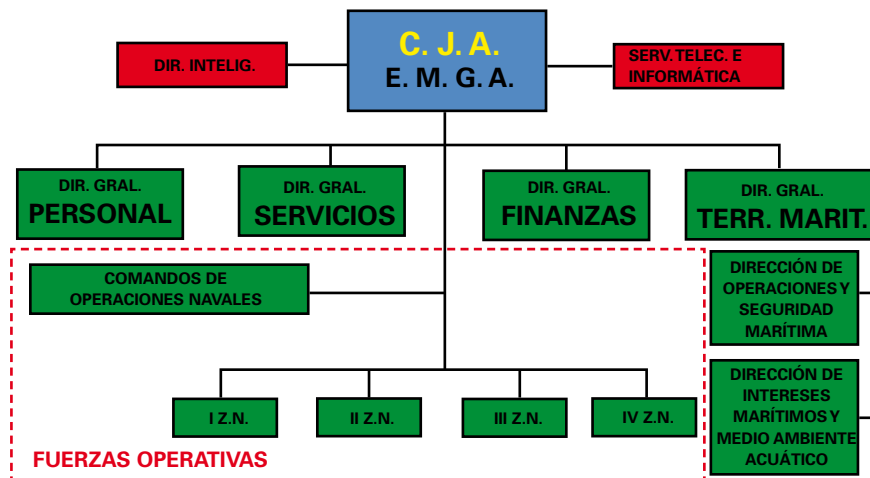 C. J. A.
E. M. G. A.
DIR. INTELIG.
SERV. TELEC. E
INFORMÁTICA
DIR. GRAL.
PERSONAL
DIR. GRAL.
SERVICIOS
DIR. GRAL.
FINANZAS
DIR. GRAL.
TERR. MARIT.
COMANDOS DE
OPERACIONES NAVALES
DIRECCIÓN DE
OPERACIONES Y
SEGURIDAD
MARÍTIMA
I Z.N.
II Z.N.
III Z.N.
IV Z.N.
DIRECCIÓN DE
INTERESES
MARÍTIMOS Y
MEDIO AMBIENTE
ACUÁTICO
FUERZAS OPERATIVAS